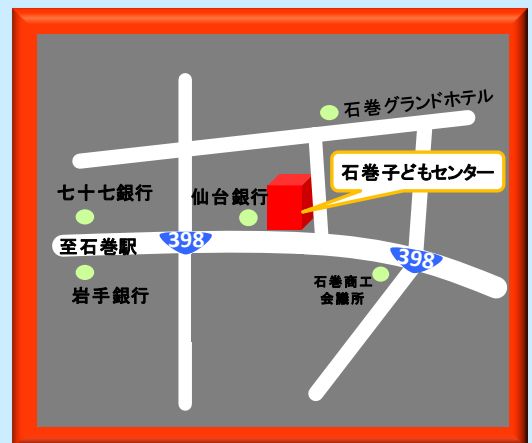 石巻グランドホテル
石巻子どもセンター
七十七銀行
仙台銀行
至石巻駅
398
398
岩手銀行
石巻商工
会議所